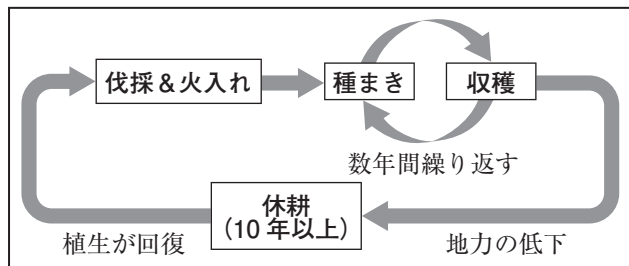 伐採＆火入れ
種まき
収穫
数年間繰り返す
休耕
(10年以上)
植生が回復
地力の低下